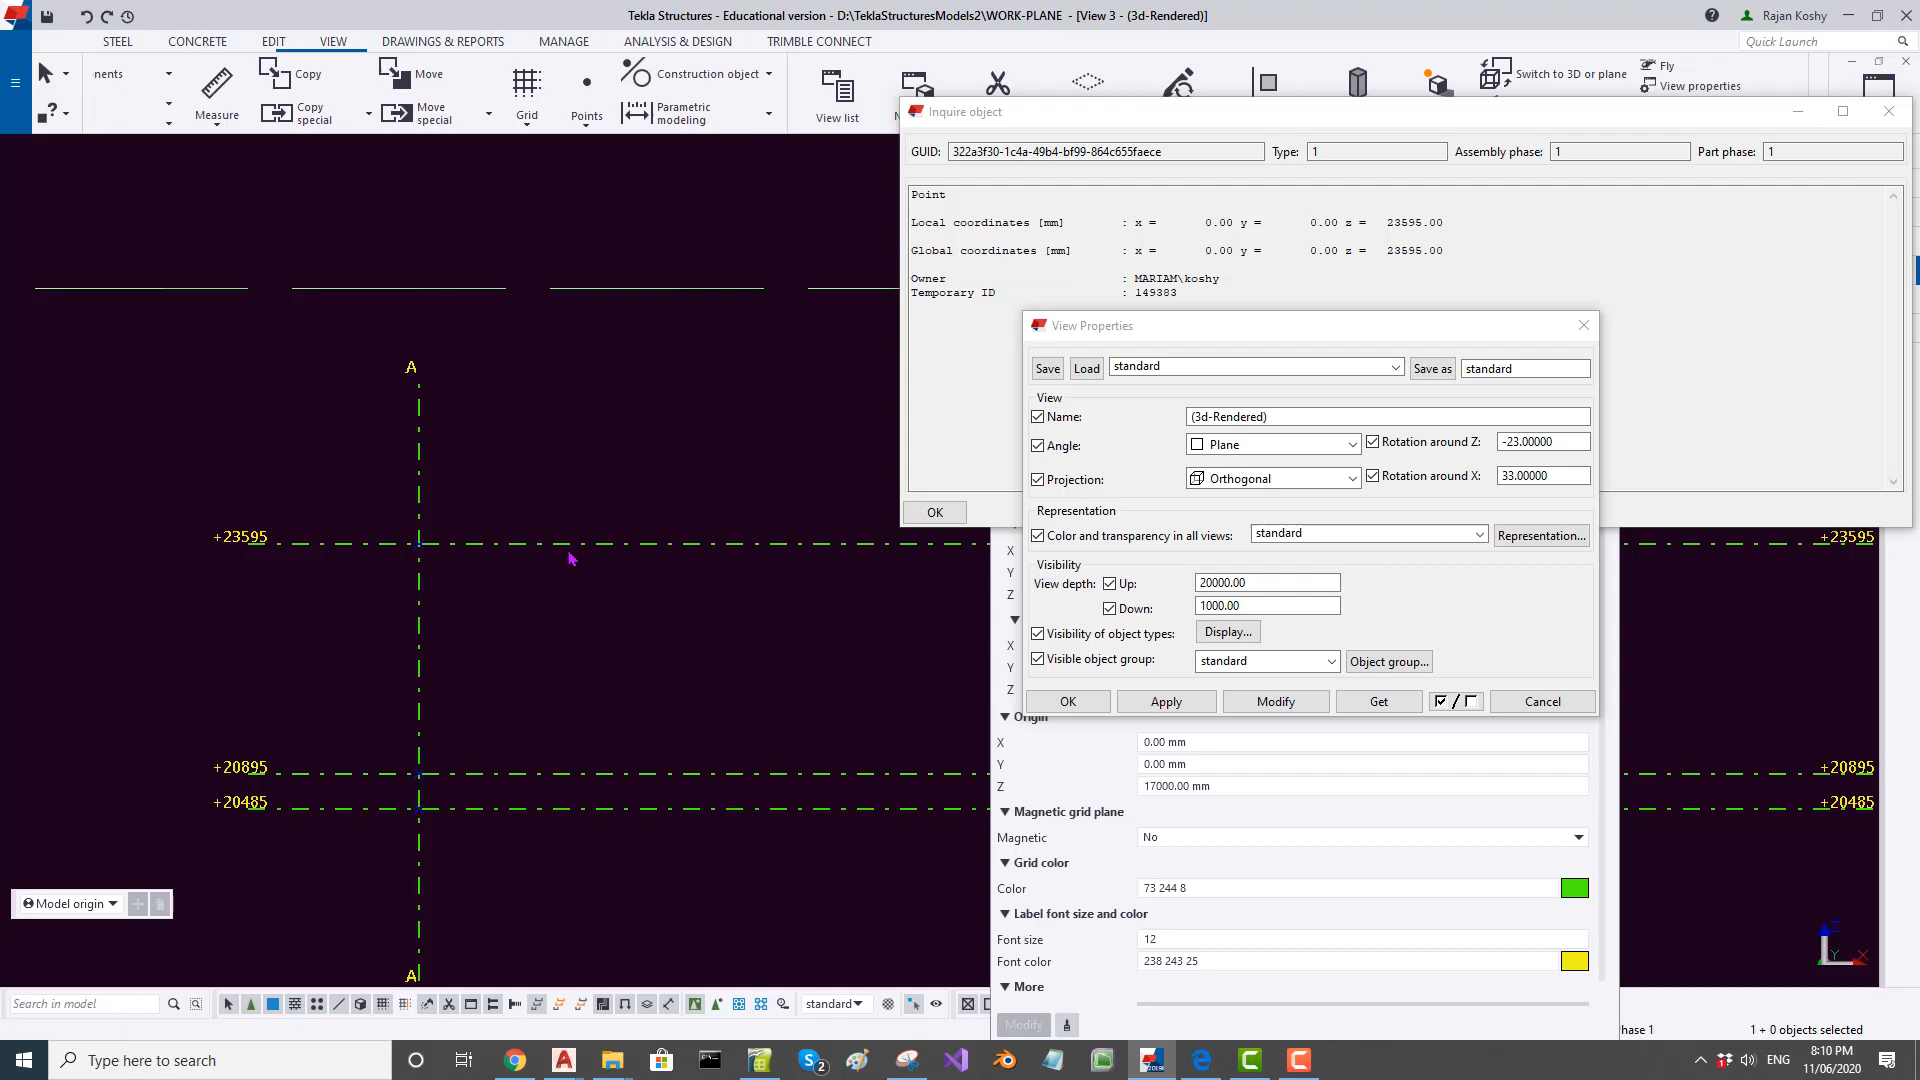 Tekla Structures - Educational version - D:\TeklaStructuresModels2\WORK-PLANE - [View 3 - (3d-Rendered)]
Rajan Koshy
STEEL CONCRETE EDIT VIEW DRAWINGS & REPORTS MANAGE ANALYSIS & DESIGN TRIMBLE CONNECT
Quick Launch
nents
Copy
Copy special
Measure
Move
Move special
Grid
Points
Construction object
Parametric modeling
View list
Switch to 3D or plane
Fly
View properties
Inquire object
GUID: 322a3f30-1c4a-49b4-bf99-864c655faece Type: 1 Assembly phase: 1 Part phase: 1
Point
Local coordinates [mm] : x = 0.00 y = 0.00 z = 23595.00
Global coordinates [mm] : x = 0.00 y = 0.00 z = 23595.00
Owner : MARIAM\koshy
Temporary ID : 149383
OK
View Properties
Save Load standard Save as standard
View
Name: (3d-Rendered)
Angle: Plane Rotation around Z: -23.00000
Projection: Orthogonal Rotation around X: 33.00000
Representation
Color and transparency in all views: standard Representation...
Visibility
View depth: Up: 20000.00
Down: 1000.00
Visibility of object types: Display...
Visible object group: standard Object group...
OK Apply Modify Get / Cancel
A
+23595
+23595
+20895
+20895
+20485
+20485
A
X
Y
Z
X
Y
Z
Origin
X 0.00 mm
Y 0.00 mm
Z 17000.00 mm
Magnetic grid plane
Magnetic No
Grid color
Color 73 244 8
Label font size and color
Font size 12
Font color 238 243 25
More
Modify
Model origin
Z
Y
X
Search in model
standard
hase 1
1 + 0 objects selected
Type here to search
2
ENG
8:10 PM
11/06/2020